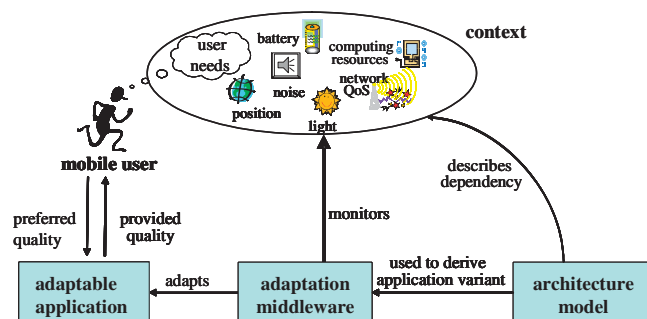 context
user
needs
battery
computing
resources
noise
network
QoS
position
light
mobile user
describes
dependency
preferred
quality
provided
quality
monitors
adaptable
application
adapts
adaptation
middleware
used to derive
application variant
architecture
model